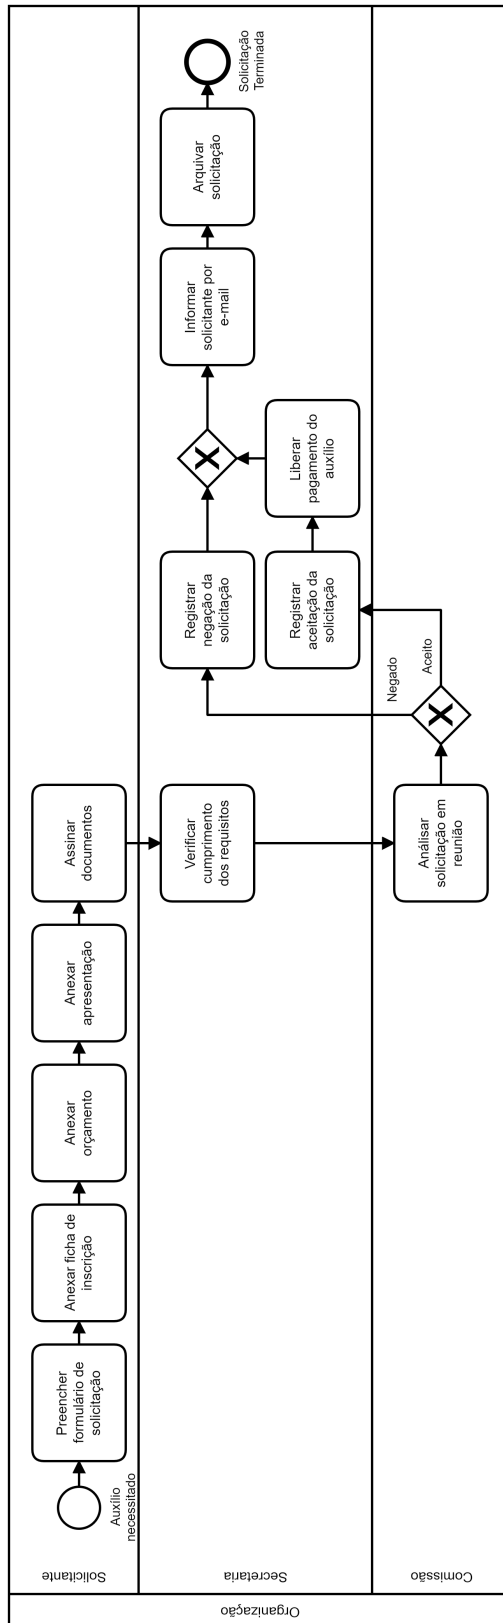 Organização
Solicitante
Secretaria
Comissão
Auxílio
necessitado
Preencher
formulário de
solicitação
Anexar ficha de
inscrição
Anexar
orçamento
Anexar
apresentação
Assinar
documentos
Verificar
cumprimento
dos requisitos
Análisar
solicitação em
reunião
X
Negado
Aceito
Registrar
negação da
solicitação
Registrar
aceitação da
solicitação
Liberar
pagamento do
auxílio
X
Informar
solicitante por
e-mail
Arquivar
solicitação
Solicitação
Terminada